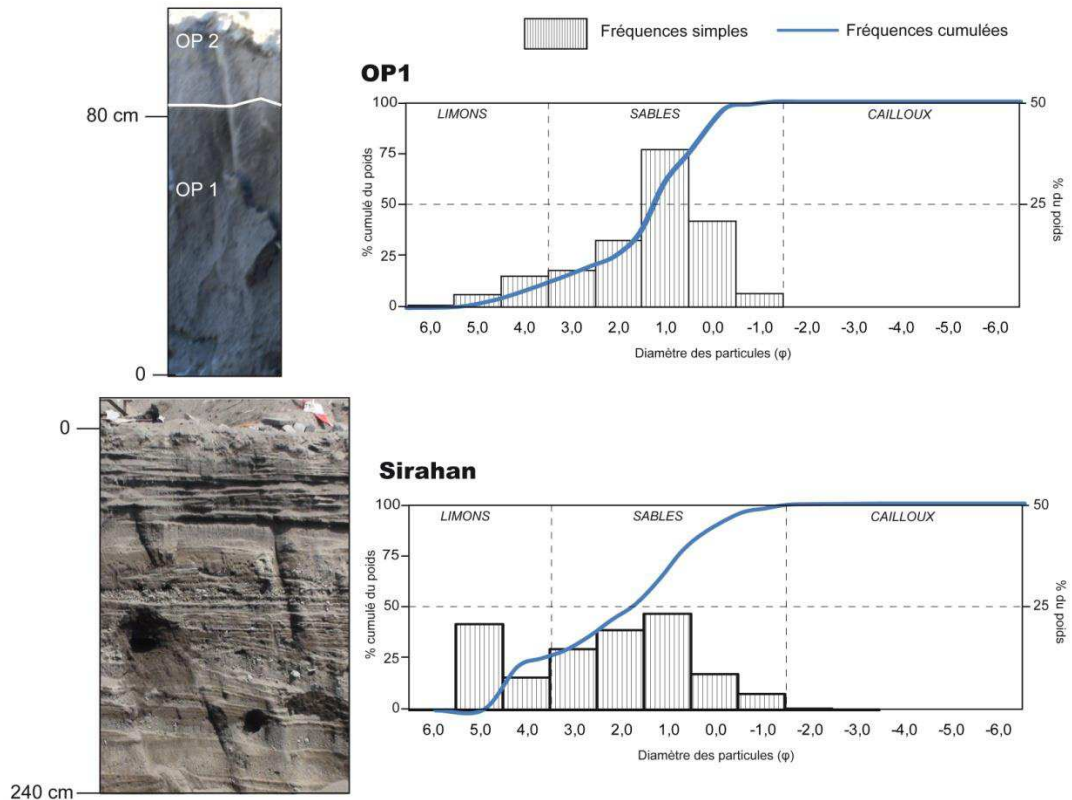 Fréquences simples
Fréquences cumulées
OP 2
80 cm
OP 1
0
OP1
100
75
50
25
0
% cumulé du poids
LIMONS
SABLES
CAILLOUX
50
25
% du poids
6,0 5,0 4,0 3,0 2,0 1,0 0,0 -1,0 -2,0 -3,0 -4,0 -5,0 -6,0
Diamètre des particules (φ)
0
240 cm
Sirahan
100
75
50
25
0
% cumulé du poids
LIMONS
SABLES
CAILLOUX
50
25
% du poids
6,0 5,0 4,0 3,0 2,0 1,0 0,0 -1,0 -2,0 -3,0 -4,0 -5,0 -6,0
Diamètre des particules (φ)